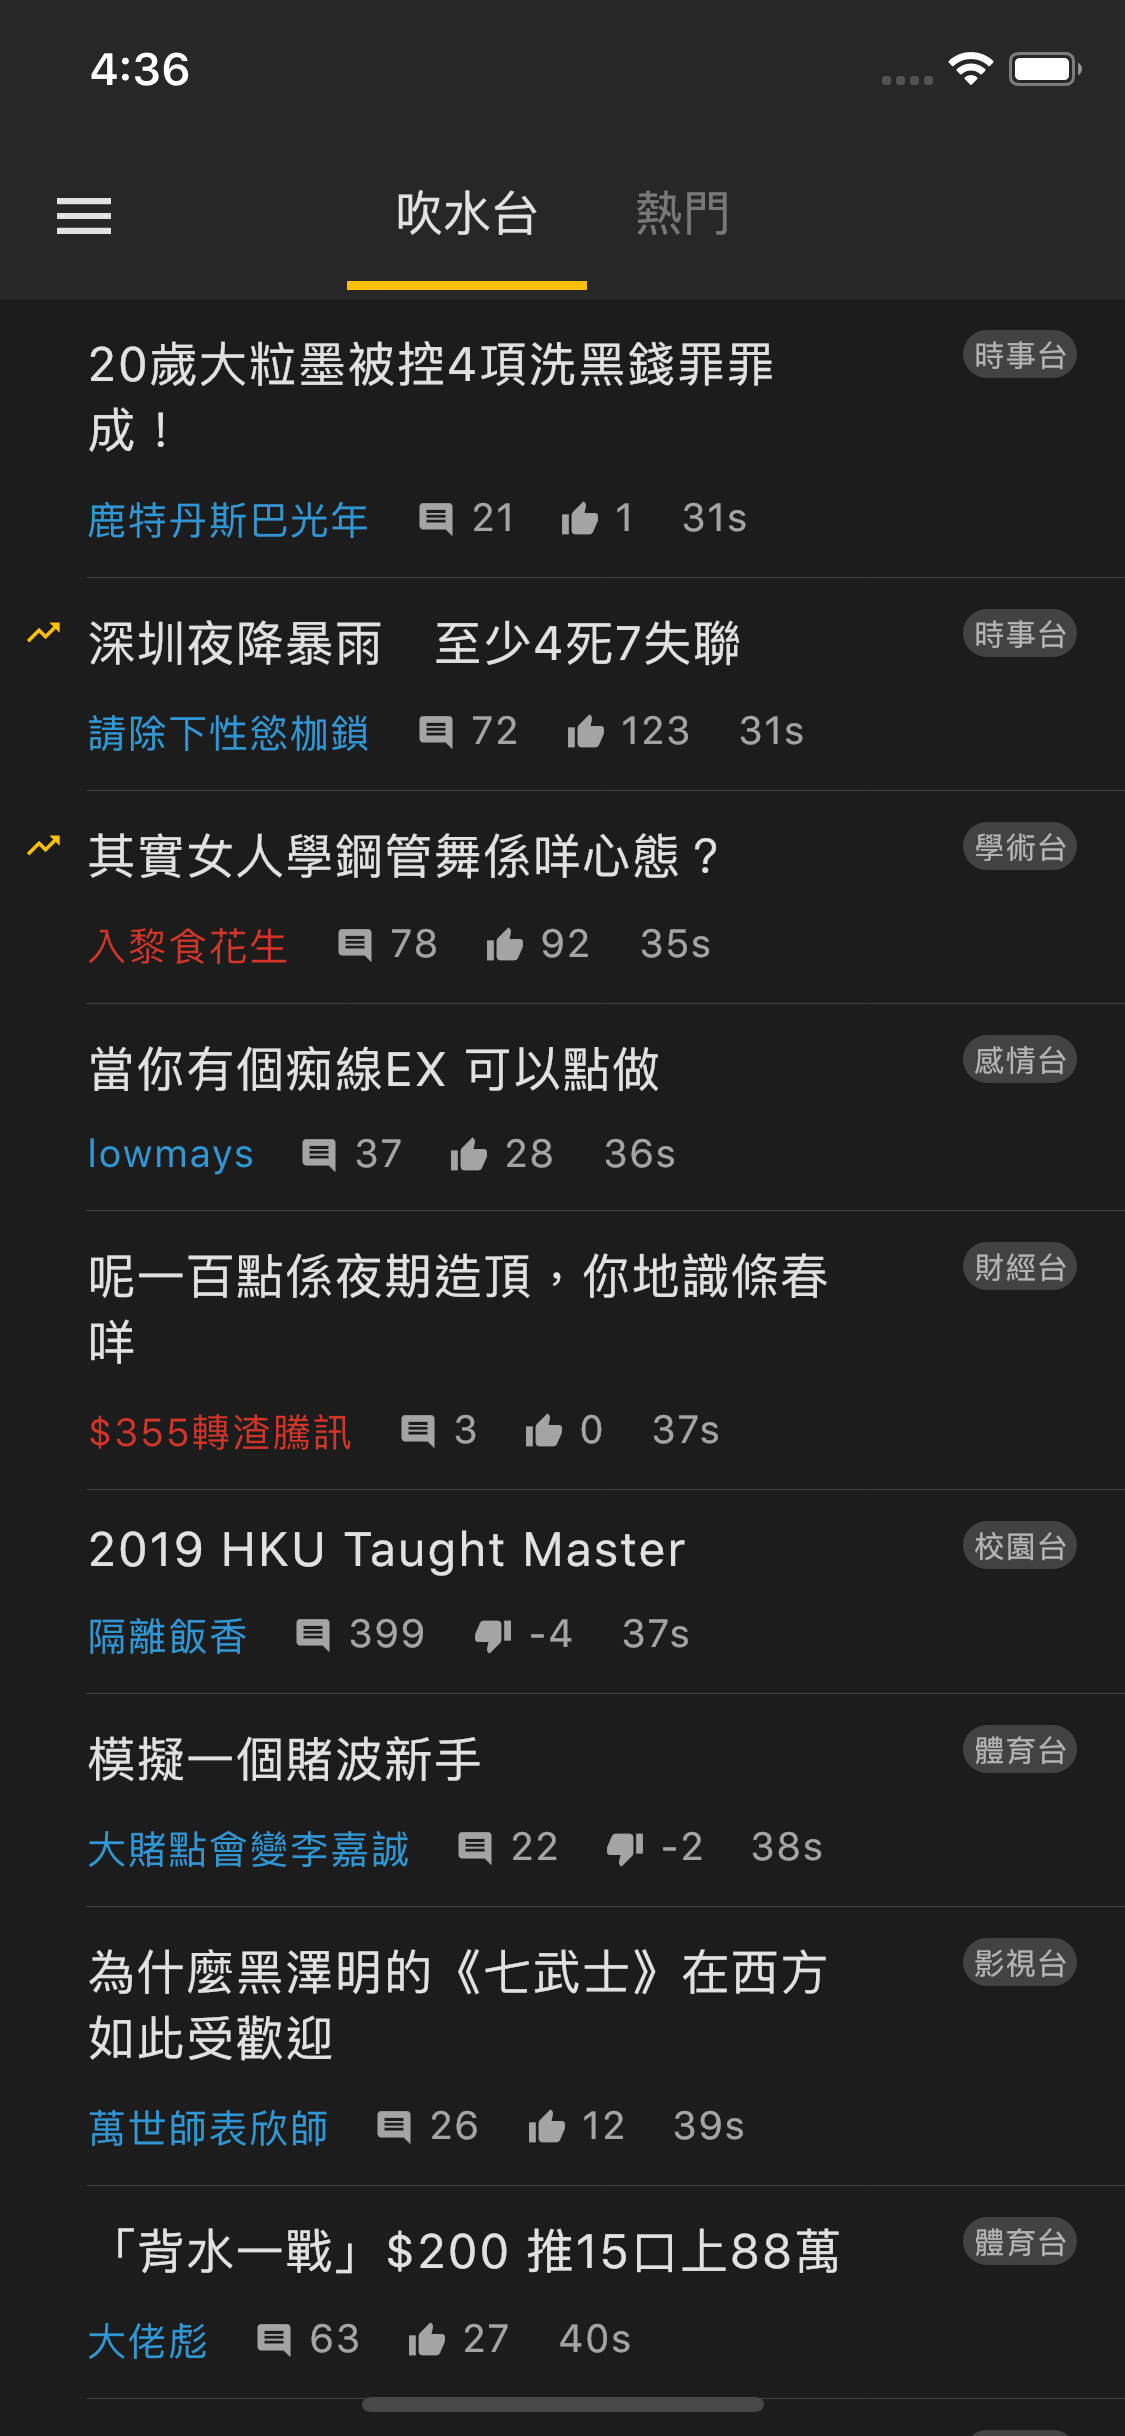 4:36
吹水台 熱門
20歲大粒墨被控4項洗黑錢罪罪 時事台
成！
鹿特丹斯巴光年 21 1 31s
深圳夜降暴雨　至少4死7失聯 時事台
請除下性慾枷鎖 72 123 31s
其實女人學鋼管舞係咩心態？ 學術台
入黎食花生 78 92 35s
當你有個痴線EX 可以點做 感情台
lowmays 37 28 36s
呢一百點係夜期造頂，你地識條春 財經台
咩
$355轉渣騰訊 3 0 37s
2019 HKU Taught Master 校園台
隔離飯香 399 -4 37s
模擬一個賭波新手 體育台
大賭點會變李嘉誠 22 -2 38s
為什麼黑澤明的《七武士》在西方 影視台
如此受歡迎
萬世師表欣師 26 12 39s
「背水一戰」$200 推15口上88萬 體育台
大佬彪 63 27 40s